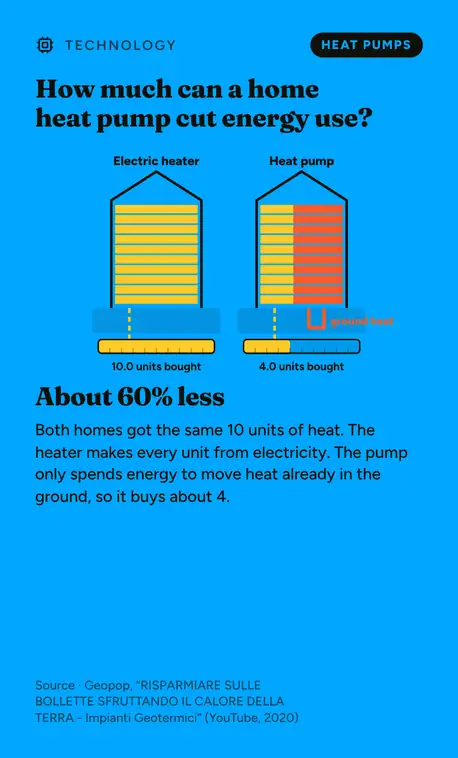 TECHNOLOGY
HEAT PUMPS
How much can a home
heat pump cut energy use?
Electric heater
Heat pump
ground heat
10.0 units bought
4.0 units bought
About 60% less
Both homes got the same 10 units of heat. The
heater makes every unit from electricity. The pump
only spends energy to move heat already in the
ground, so it buys about 4.
Source · Geopop, “RISPARMIARE SULLE
BOLLETTE SFRUTTANDO IL CALORE DELLA
TERRA - Impianti Geotermici” (YouTube, 2020)